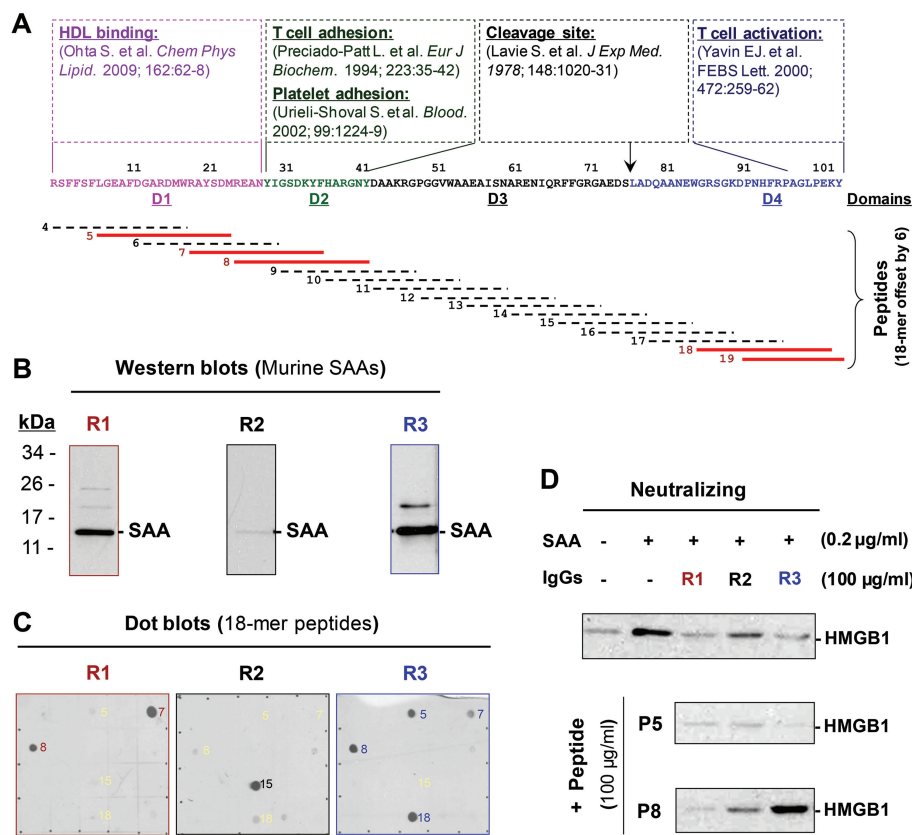 A
HDL binding:
(Ohta S. et al. Chem Phys
Lipid. 2009; 162:62-8)
T cell adhesion:
(Preciado-Patt L. et al. Eur J
Biochem. 1994; 223:35-42)
Platelet adhesion:
(Urieli-Shoval S. et al. Blood.
2002; 99:1224-9)
Cleavage site:
(Lavie S. et al. J Exp Med.
1978; 148:1020-31)
T cell activation:
(Yavin EJ. et al.
FEBS Lett. 2000;
472:259-62)
11 21 31 41 51 61 71 81 91 101
RSFFSFLGEAFDGARDMWRAYSDMREANYIGSDKYFHARGNYDAAKRGPGGVWAAEAISNARENIQRFFGRGAEDSLADQAANEWGRSGKDPNHFRPAGLPEKY
D1 D2 D3 D4 Domains
4
5
6
7
8
9
10
11
12
13
14
15
16
17
18
19
Peptides
(18-mer offset by 6)
B
Western blots (Murine SAAs)
kDa R1 R2 R3
34 -
26 -
17 -
11 -
- SAA - SAA - SAA
C
Dot blots (18-mer peptides)
R1 R2 R3
5 7 8 15 18
5 7 8 15 18
5 7 8 15 18
D
Neutralizing
SAA - + + + + (0.2 µg/ml)
IgGs - - R1 R2 R3 (100 µg/ml)
- HMGB1
+ Peptide
(100 µg/ml)
P5 - HMGB1
P8 - HMGB1